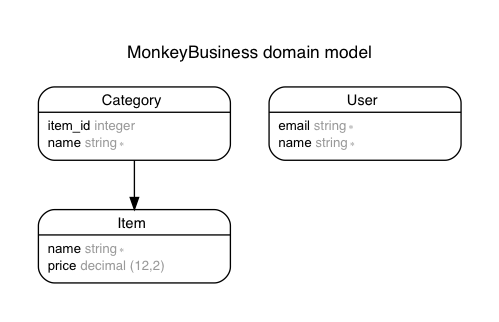 MonkeyBusiness domain model
Category
item_id integer
name string *
User
email string *
name string *
Item
name string *
price decimal (12,2)